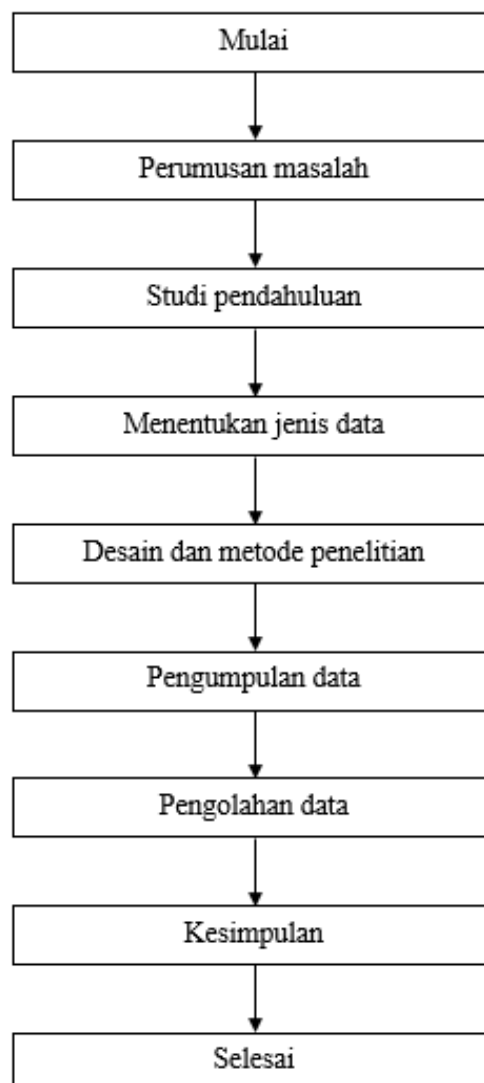 Mulai
Perumusan masalah
Studi pendahuluan
Menentukan jenis data
Desain dan metode penelitian
Pengumpulan data
Pengolahan data
Kesimpulan
Selesai